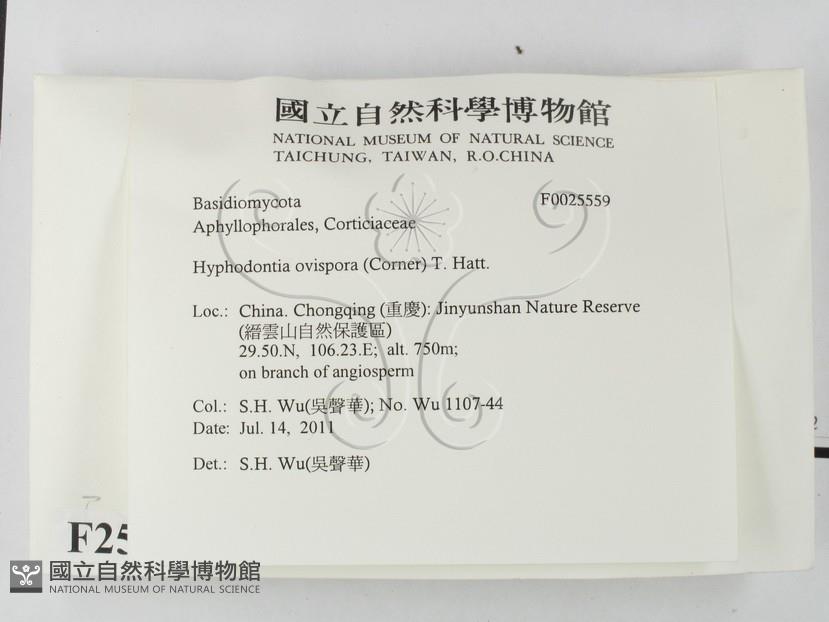 國立自然科學博物館
NATIONAL MUSEUM OF NATURAL SCIENCE
TAICHUNG, TAIWAN, R.O.CHINA
Basidiomycota F0025559
Aphyllophorales, Corticiaceae
Hyphodontia ovispora (Corner) T. Hatt.
Loc.: China. Chongqing (重慶): Jinyunshan Nature Reserve
(縉雲山自然保護區)
29.50.N, 106.23.E; alt. 750m;
on branch of angiosperm
Col.: S.H. Wu(吳聲華); No. Wu 1107-44
Date: Jul. 14, 2011
Det.: S.H. Wu(吳聲華)
F25
國立自然科學博物館
NATIONAL MUSEUM OF NATURAL SCIENCE